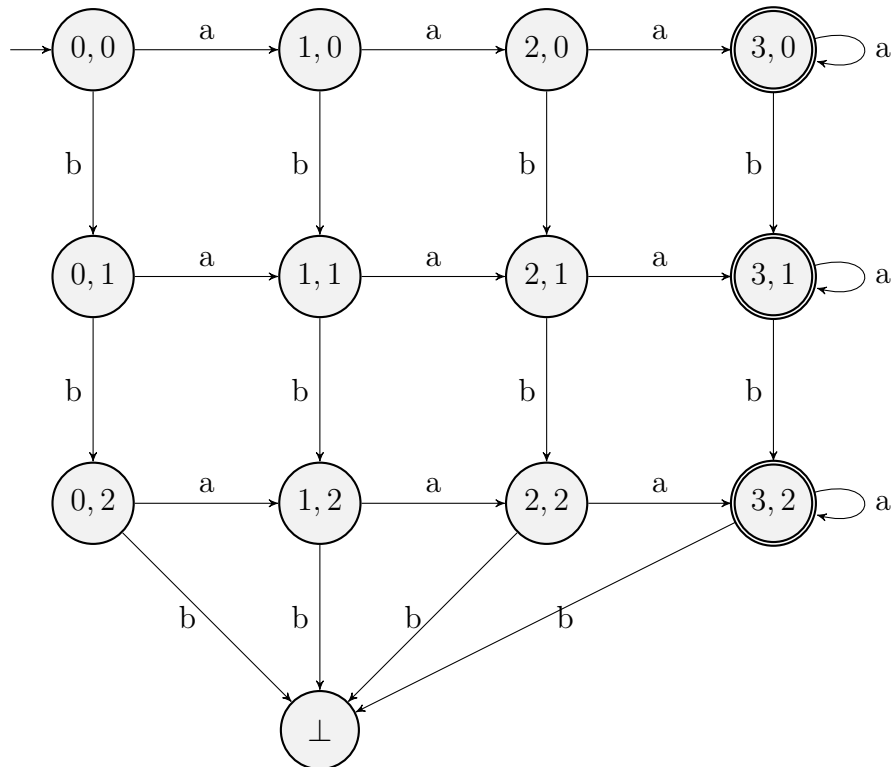 a a a
0, 0 1, 0 2, 0 3, 0 a
b b b b
a a a
0, 1 1, 1 2, 1 3, 1 a
b b b b
a a a
0, 2 1, 2 2, 2 3, 2 a
b b b b
⊥